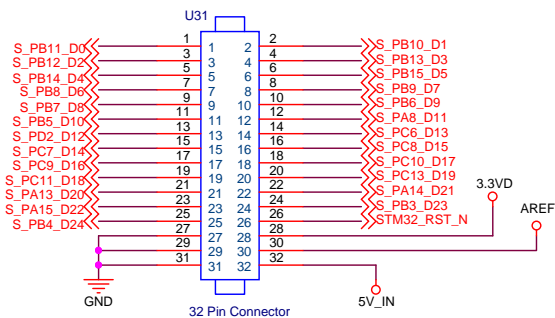 U31
S_PB11_D0 1 1 2 2 S_PB10_D1
S_PB12_D2 3 3 4 4 S_PB13_D3
S_PB14_D4 5 5 6 6 S_PB15_D5
S_PB8_D6 7 7 8 8 S_PB9_D7
S_PB7_D8 9 9 10 10 S_PB6_D9
S_PB5_D10 11 11 12 12 S_PA8_D11
S_PD2_D12 13 13 14 14 S_PC6_D13
S_PC7_D14 15 15 16 16 S_PC8_D15
S_PC9_D16 17 17 18 18 S_PC10_D17
S_PC11_D18 19 19 20 20 S_PC13_D19
S_PA13_D20 21 21 22 22 S_PA14_D21
S_PA15_D22 23 23 24 24 S_PB3_D23
S_PB4_D24 25 25 26 26 STM32_RST_N
27 27 28 28 3.3VD
29 29 30 30 AREF
31 31 32 32
GND
5V_IN
32 Pin Connector